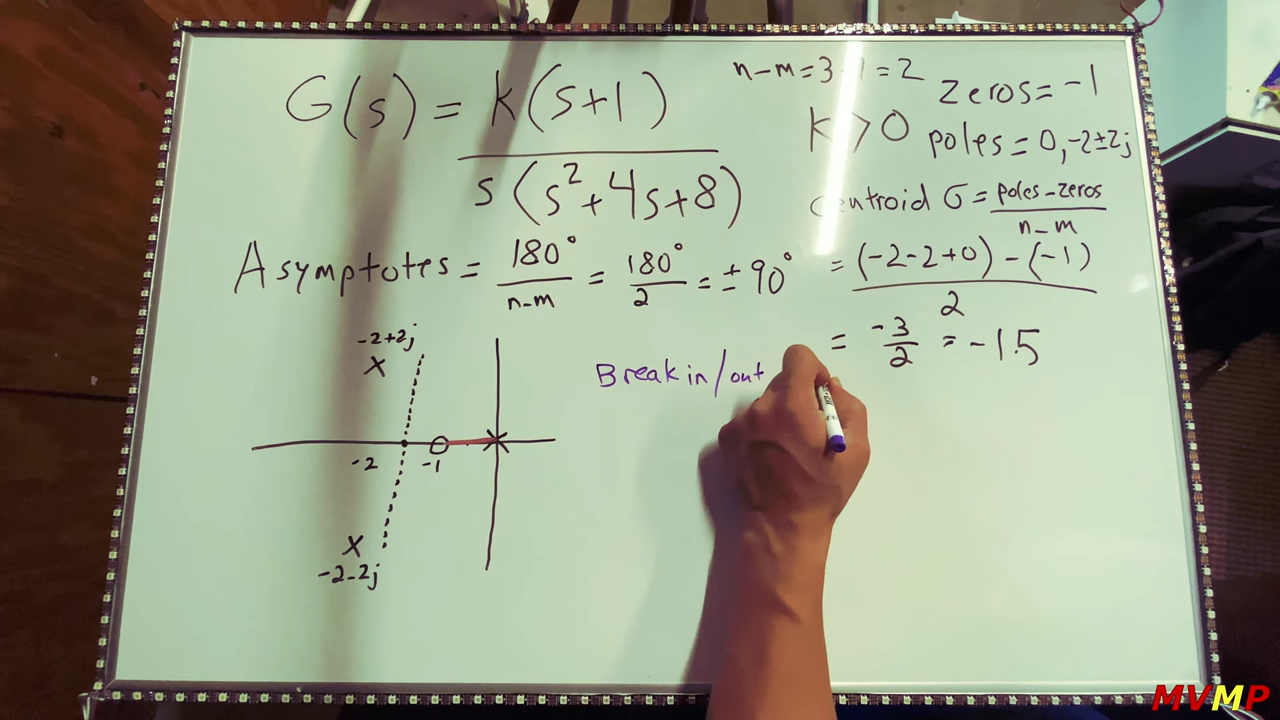 n-m=3-1=2
zeros=-1
G(s) = k(s+1)
s(s²+4s+8)
k>0
poles=0,-2±2j
centroid σ = poles-zeros
n-m
Asymptotes = 180° / n-m = 180° / 2 = ±90°
= (-2-2+0) - (-1)
2
= -3/2 = -1.5
-2+2j
x
Break in/out
x
-2
-1
x
-2-2j
MVMP